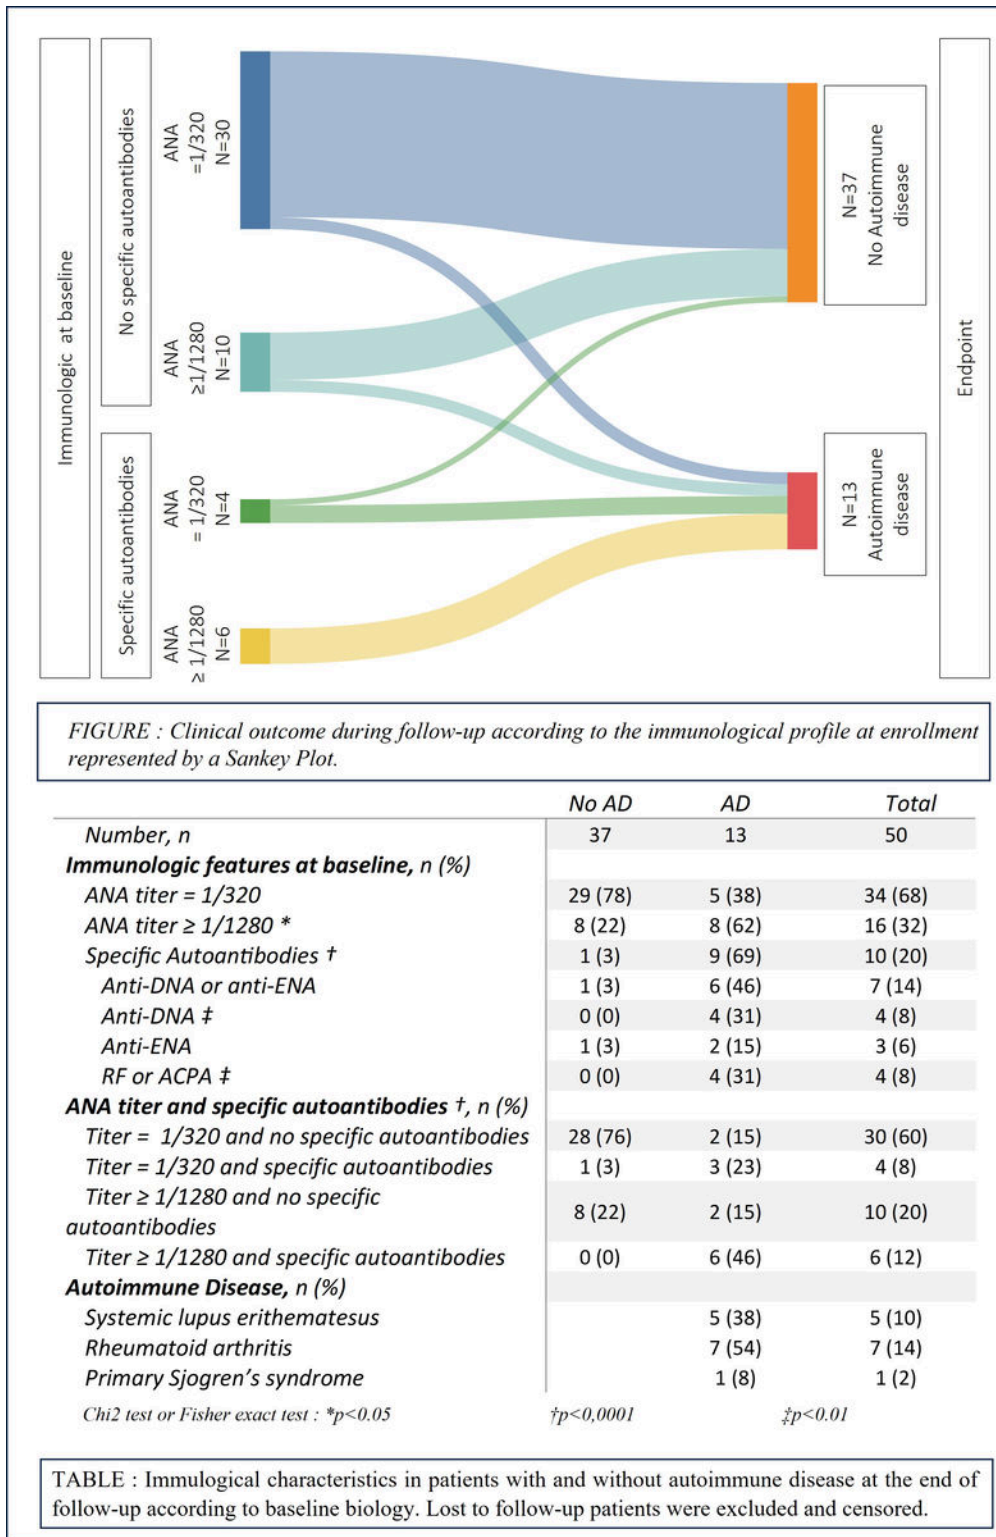 Immunologic at baseline
No specific autoantibodies
Specific autoantibodies
ANA
=1/320
N=30
ANA
≥1/1280
N=10
ANA
= 1/320
N=4
ANA
≥ 1/1280
N=6
N=37
No Autoimmune
disease
N=13
Autoimmune
disease
Endpoint
FIGURE : Clinical outcome during follow-up according to the immunological profile at enrollment
represented by a Sankey Plot.
No AD AD Total
Number, n 37 13 50
Immunologic features at baseline, n (%)
ANA titer = 1/320 29 (78) 5 (38) 34 (68)
ANA titer ≥ 1/1280 * 8 (22) 8 (62) 16 (32)
Specific Autoantibodies † 1 (3) 9 (69) 10 (20)
Anti-DNA or anti-ENA 1 (3) 6 (46) 7 (14)
Anti-DNA ‡ 0 (0) 4 (31) 4 (8)
Anti-ENA 1 (3) 2 (15) 3 (6)
RF or ACPA ‡ 0 (0) 4 (31) 4 (8)
ANA titer and specific autoantibodies †, n (%)
Titer = 1/320 and no specific autoantibodies 28 (76) 2 (15) 30 (60)
Titer = 1/320 and specific autoantibodies 1 (3) 3 (23) 4 (8)
Titer ≥ 1/1280 and no specific
autoantibodies 8 (22) 2 (15) 10 (20)
Titer ≥ 1/1280 and specific autoantibodies 0 (0) 6 (46) 6 (12)
Autoimmune Disease, n (%)
Systemic lupus erithematesus 5 (38) 5 (10)
Rheumatoid arthritis 7 (54) 7 (14)
Primary Sjogren's syndrome 1 (8) 1 (2)
Chi2 test or Fisher exact test : *p<0.05 †p<0,0001 ‡p<0.01
TABLE : Immulogical characteristics in patients with and without autoimmune disease at the end of
follow-up according to baseline biology. Lost to follow-up patients were excluded and censored.